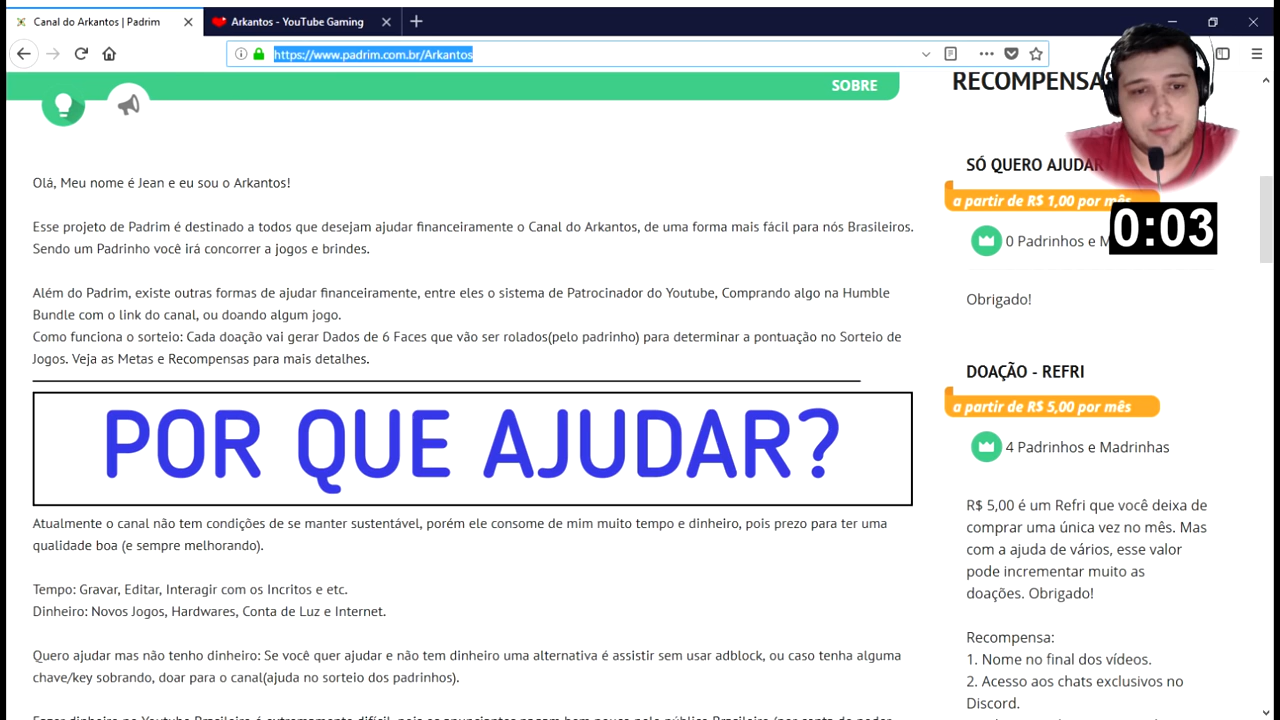 Canal do Arkantos | Padrim
Arkantos - YouTube Gaming
https://www.padrim.com.br/Arkantos
SOBRE
Olá, Meu nome é Jean e eu sou o Arkantos!
Esse projeto de Padrim é destinado a todos que desejam ajudar financeiramente o Canal do Arkantos, de uma forma mais fácil para nós Brasileiros.
Sendo um Padrinho você irá concorrer a jogos e brindes.
Além do Padrim, existe outras formas de ajudar financeiramente, entre eles o sistema de Patrocinador do Youtube, Comprando algo na Humble
Bundle com o link do canal, ou doando algum jogo.
Como funciona o sorteio: Cada doação vai gerar Dados de 6 Faces que vão ser rolados(pelo padrinho) para determinar a pontuação no Sorteio de
Jogos. Veja as Metas e Recompensas para mais detalhes.
POR QUE AJUDAR?
Atualmente o canal não tem condições de se manter sustentável, porém ele consome de mim muito tempo e dinheiro, pois prezo para ter uma
qualidade boa (e sempre melhorando).
Tempo: Gravar, Editar, Interagir com os Incritos e etc.
Dinheiro: Novos Jogos, Hardwares, Conta de Luz e Internet.
Quero ajudar mas não tenho dinheiro: Se você quer ajudar e não tem dinheiro uma alternativa é assistir sem usar adblock, ou caso tenha alguma
chave/key sobrando, doar para o canal(ajuda no sorteio dos padrinhos).
RECOMPENSAS
SÓ QUERO AJUDAR
a partir de R$ 1,00 por mês
0:03
0 Padrinhos e M
Obrigado!
DOAÇÃO - REFRI
a partir de R$ 5,00 por mês
4 Padrinhos e Madrinhas
R$ 5,00 é um Refri que você deixa de
comprar uma única vez no mês. Mas
com a ajuda de vários, esse valor
pode incrementar muito as
doações. Obrigado!
Recompensa:
1. Nome no final dos vídeos.
2. Acesso aos chats exclusivos no
Discord.